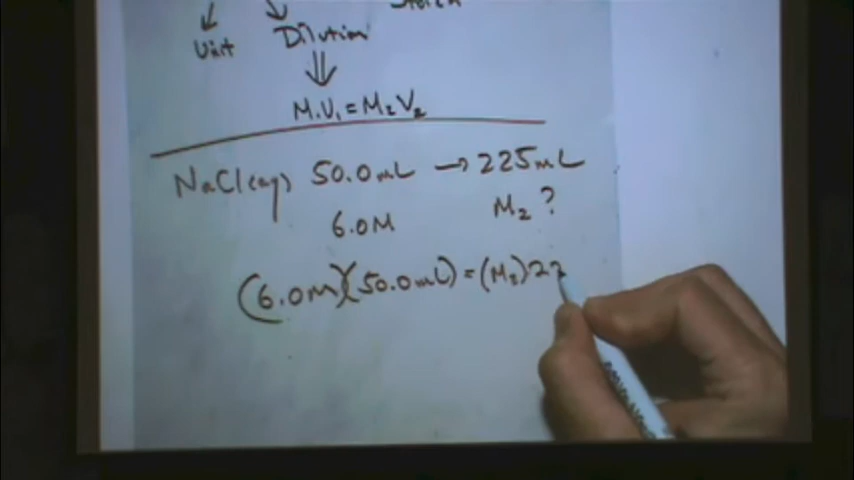 Unit Dilution
M₁V₁=M₂V₂
NaCl(aq) 50.0mL → 225mL
6.0M M₂?
(6.0M)(50.0mL)=(M₂)22